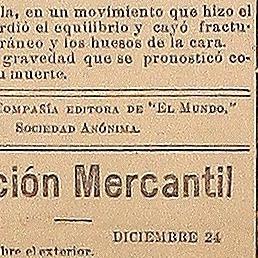 la, en un movimiento que hizo el
rdió el equilibrio y cayó fractu-
ráneo y los huesos de la cara.
gravedad que se pronosticó co-
u muerte.
COMPAÑÍA EDITORA DE "EL MUNDO,"
SOCIEDAD ANÓNIMA.
ción Mercantil
DICIEMBRE 24
bre el exterior.